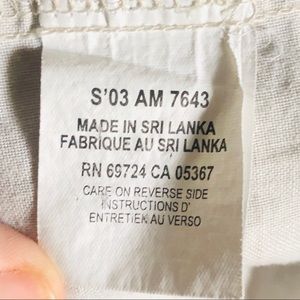 S'03 AM 7643
MADE IN SRI LANKA
FABRIQUE AU SRI LANKA
RN 69724 CA 05367
CARE ON REVERSE SIDE
INSTRUCTIONS D'
ENTRETIEK AU VERSO